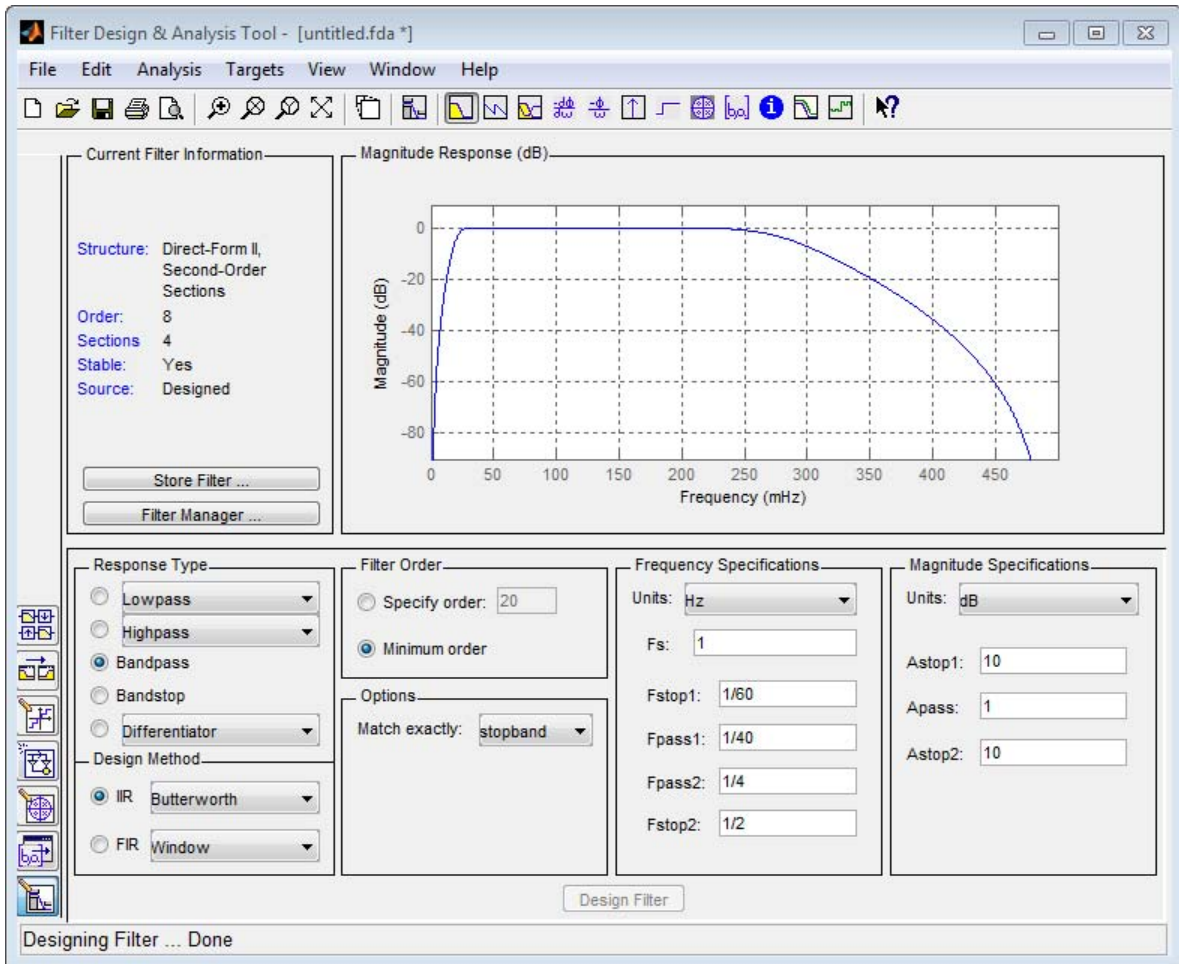 Filter Design & Analysis Tool - [untitled.fda *]
File Edit Analysis Targets View Window Help
Current Filter Information
Structure: Direct-Form II,
Second-Order
Sections
Order: 8
Sections 4
Stable: Yes
Source: Designed
Store Filter ...
Filter Manager ...
Magnitude Response (dB)
Magnitude (dB)
0
-20
-40
-60
-80
0 50 100 150 200 250 300 350 400 450
Frequency (mHz)
Response Type
Lowpass
Highpass
Bandpass
Bandstop
Differentiator
Design Method
IIR Butterworth
FIR Window
Filter Order
Specify order: 20
Minimum order
Options
Match exactly: stopband
Frequency Specifications
Units: Hz
Fs: 1
Fstop1: 1/60
Fpass1: 1/40
Fpass2: 1/4
Fstop2: 1/2
Magnitude Specifications
Units: dB
Astop1: 10
Apass: 1
Astop2: 10
Design Filter
Designing Filter ... Done